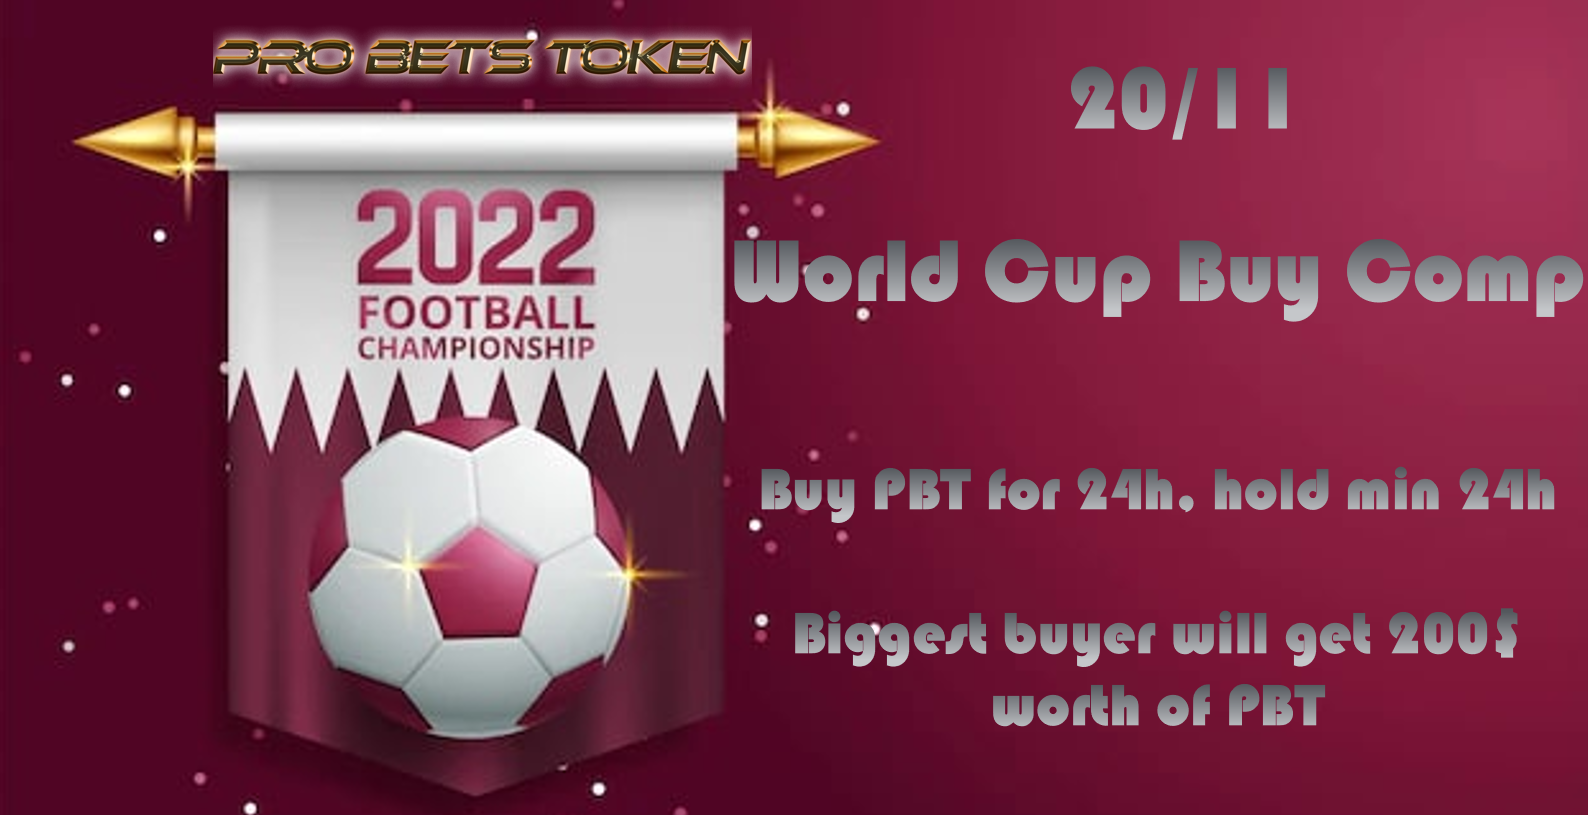 PRO BETS TOKEN
2022
FOOTBALL
CHAMPIONSHIP
20/11
World Cup Buy Comp
Buy PBT for 24h, hold min 24h
Biggest buyer will get 200$
worth of PBT